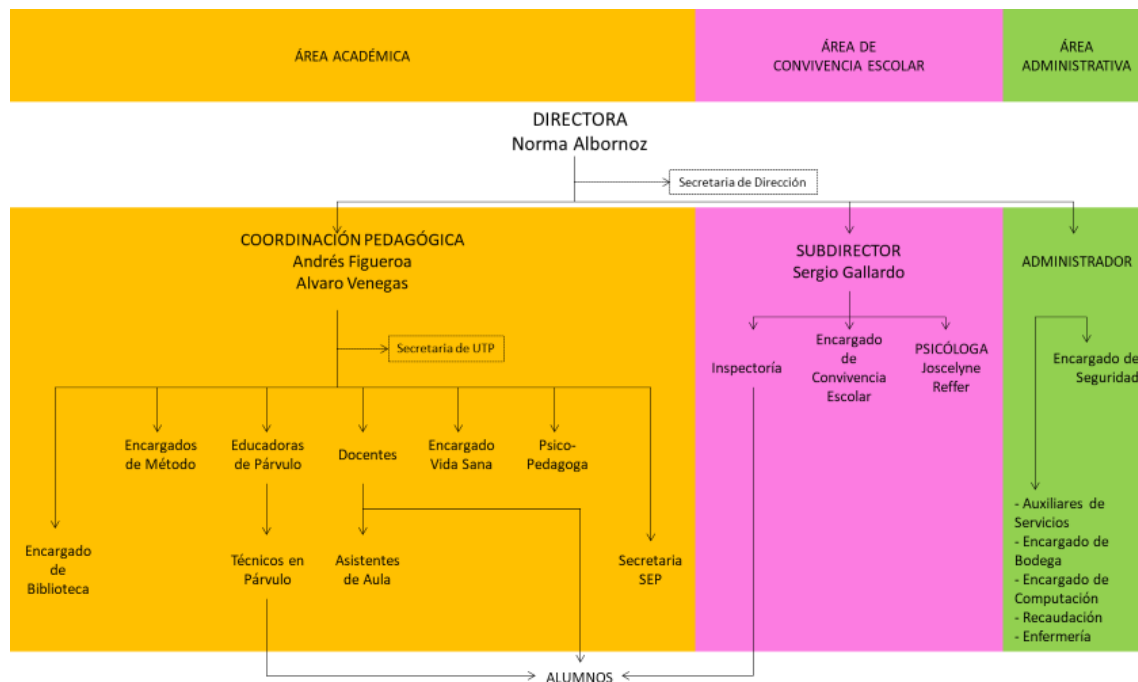 ÁREA ACADÉMICA
ÁREA DE
CONVIVENCIA ESCOLAR
ÁREA
ADMINISTRATIVA
DIRECTORA
Norma Albornoz
Secretaria de Dirección
COORDINACIÓN PEDAGÓGICA
Andrés Figueroa
Alvaro Venegas
SUBDIRECTOR
Sergio Gallardo
ADMINISTRADOR
Secretaría de UTP
Inspectoría
Encargado
de
Convivencia
Escolar
PSICÓLOGA
Joscelyne
Reffer
Encargado de
Seguridad
Encargados
de Método
Educadoras
de Párvulo
Docentes
Encargado
Vida Sana
Psico-
Pedagoga
Encargado
de
Biblioteca
Técnicos en
Párvulo
Asistentes
de Aula
Secretaria
SEP
- Auxiliares de
Servicios
- Encargado de
Bodega
- Encargado de
Computación
- Recaudación
- Enfermería
ALUMNOS